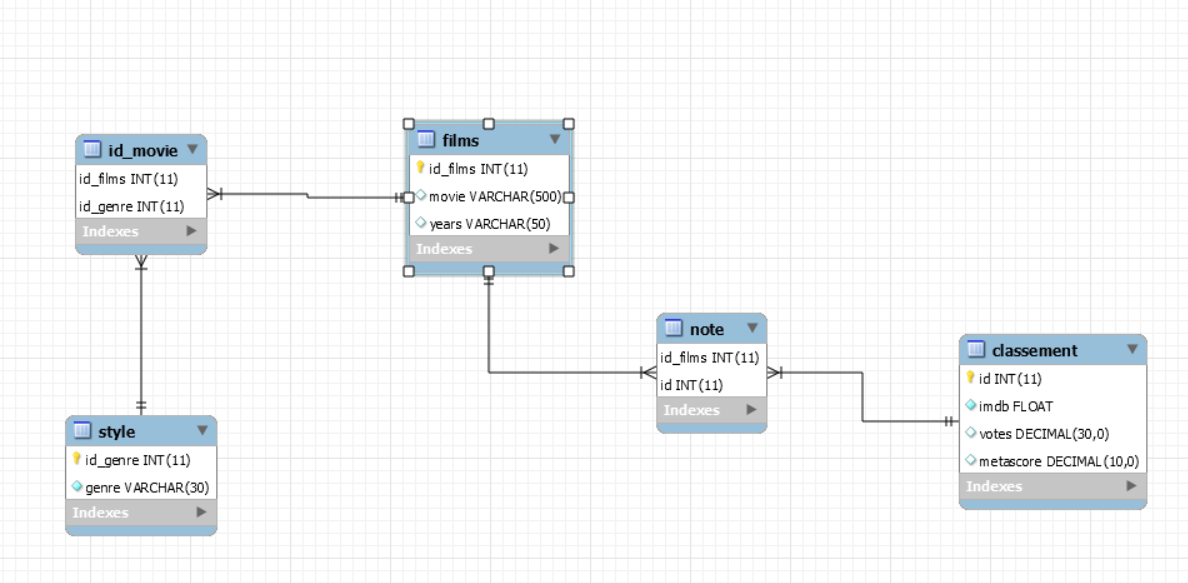 id_movie
id_films INT(11)
id_genre INT(11)
Indexes
films
id_films INT(11)
movie VARCHAR(500)
years VARCHAR(50)
Indexes
note
id_films INT(11)
id INT(11)
Indexes
classement
id INT(11)
imdb FLOAT
votes DECIMAL(30,0)
metascore DECIMAL(10,0)
Indexes
style
id_genre INT(11)
genre VARCHAR(30)
Indexes